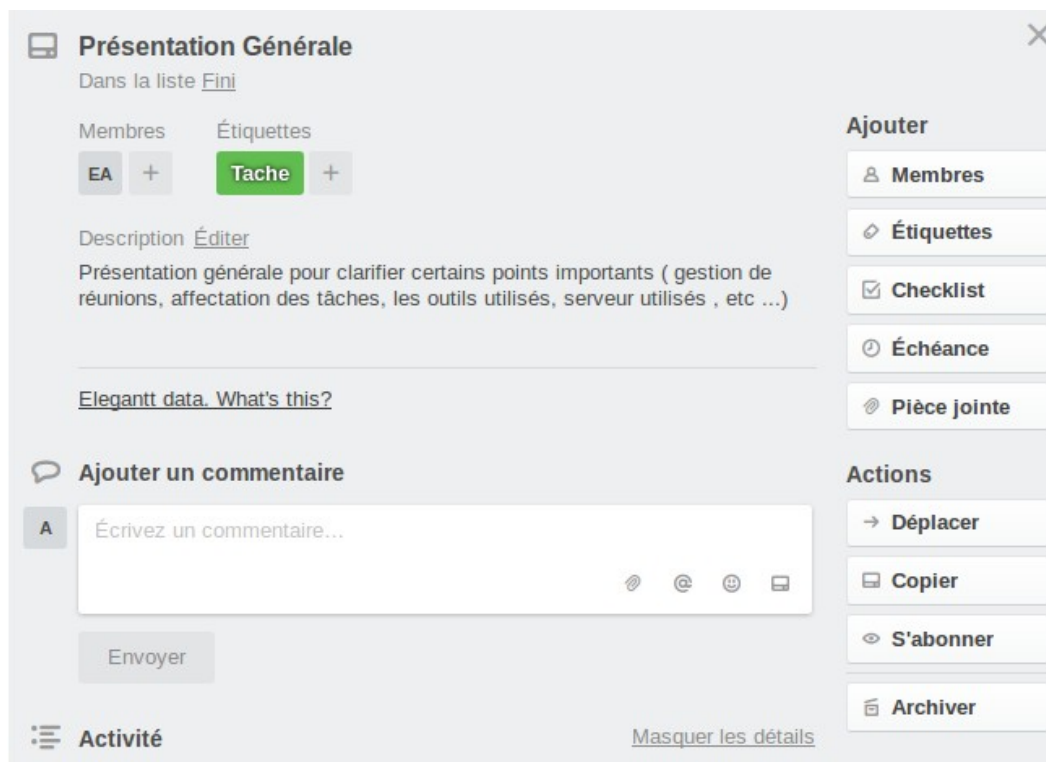 Présentation Générale
Dans la liste Fini
Membres
Étiquettes
EA +
Tache +
Description Éditer
Présentation générale pour clarifier certains points importants ( gestion de
réunions, affectation des tâches, les outils utilisés, serveur utilisés , etc ...)
Elegantt data. What's this?
Ajouter un commentaire
A
Écrivez un commentaire…
@
Envoyer
Activité
Masquer les détails
Ajouter
Membres
Étiquettes
Checklist
Échéance
Pièce jointe
Actions
Déplacer
Copier
S'abonner
Archiver